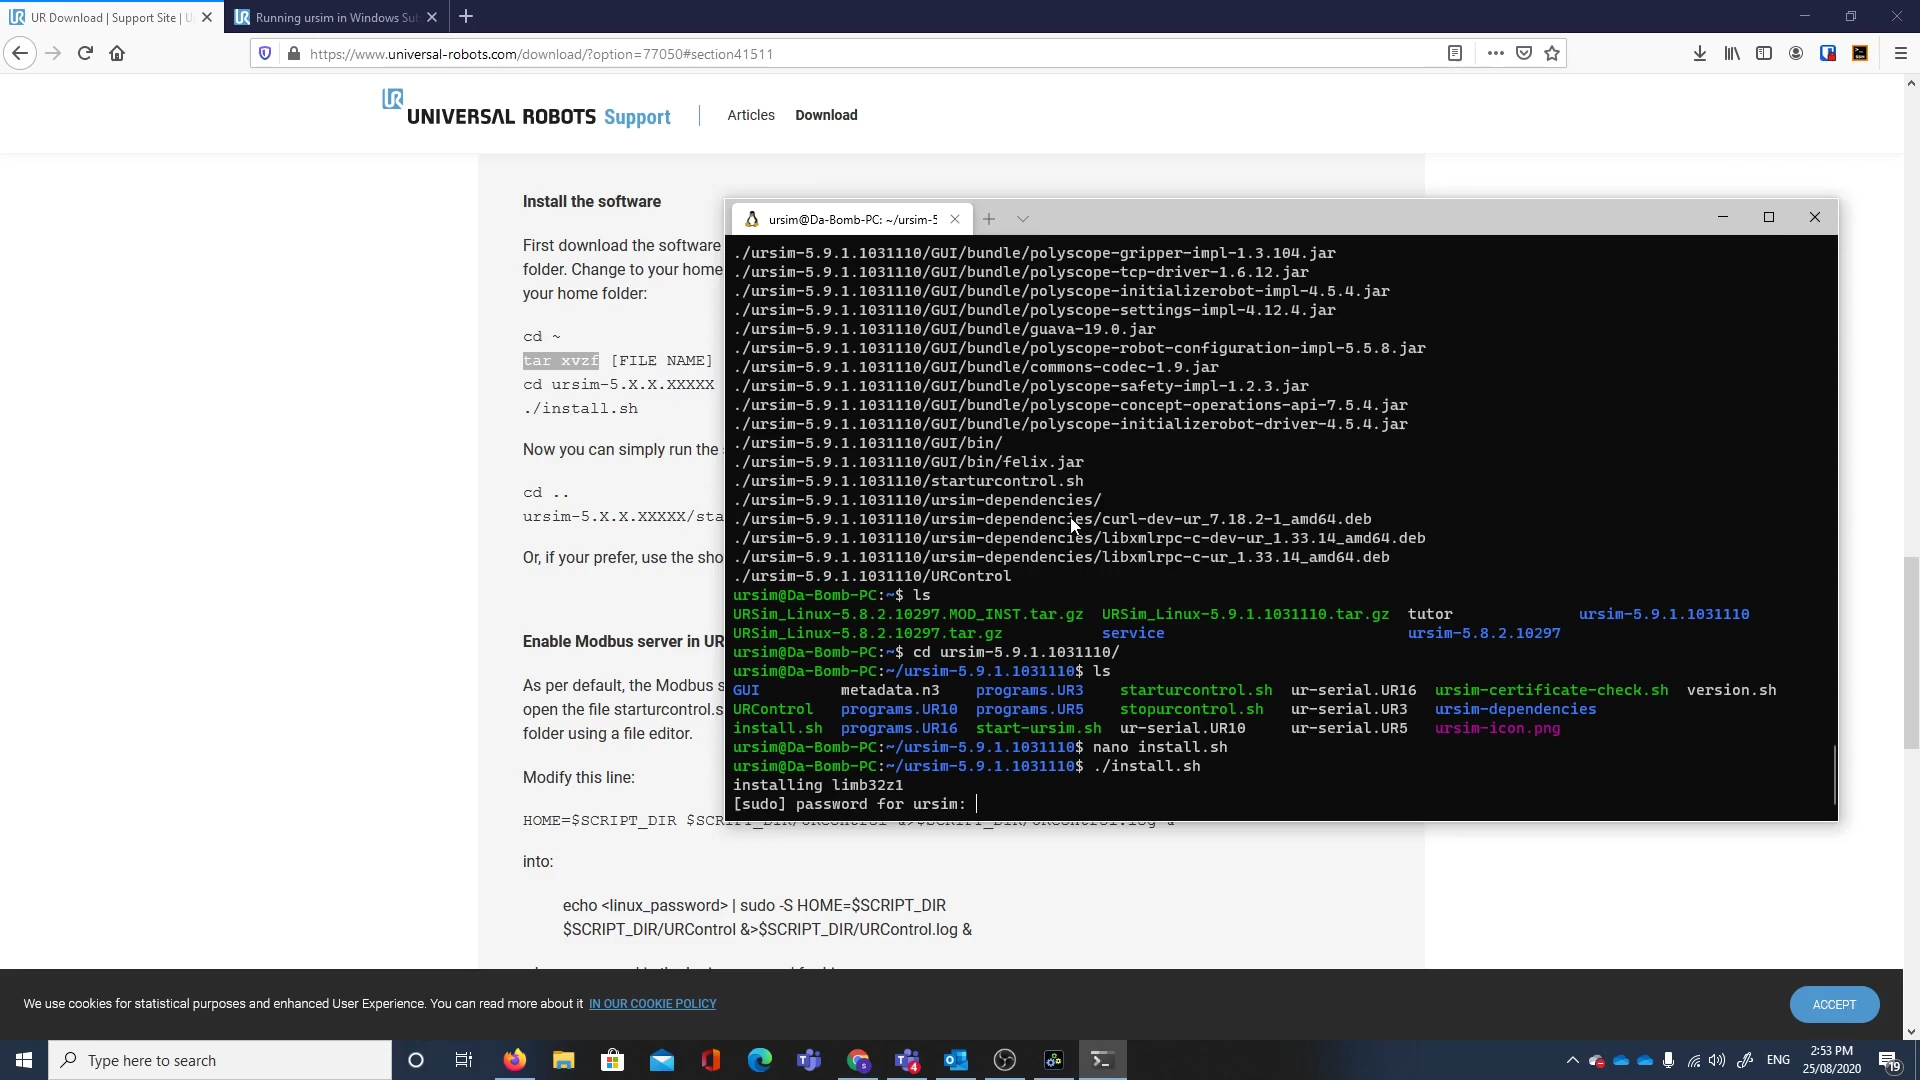 UR Download | Support Site | U
Running ursim in Windows Su
https://www.universal-robots.com/download/?option=77050#section41511
UNIVERSAL ROBOTS Support
Articles
Download
Install the software
First download the software
folder. Change to your home
your home folder:
cd ~
tar xvzf [FILE NAME]
cd ursim-5.X.X.XXXXX
./install.sh
Now you can simply run the
cd ..
ursim-5.X.X.XXXXX/sta
Or, if your prefer, use the sho
Enable Modbus server in UR
As per default, the Modbus s
open the file starturcontrol.s
folder using a file editor.
Modify this line:
HOME=$SCRIPT_DIR
into:
echo <linux_password> | sudo -S HOME=$SCRIPT_DIR
$SCRIPT_DIR/URControl &>$SCRIPT_DIR/URControl.log &
ursim@Da-Bomb-PC: ~/ursim-5
./ursim-5.9.1.1031110/GUI/bundle/polyscope-gripper-impl-1.3.104.jar
./ursim-5.9.1.1031110/GUI/bundle/polyscope-tcp-driver-1.6.12.jar
./ursim-5.9.1.1031110/GUI/bundle/polyscope-initializerobot-impl-4.5.4.jar
./ursim-5.9.1.1031110/GUI/bundle/polyscope-settings-impl-4.12.4.jar
./ursim-5.9.1.1031110/GUI/bundle/guava-19.0.jar
./ursim-5.9.1.1031110/GUI/bundle/polyscope-robot-configuration-impl-5.5.8.jar
./ursim-5.9.1.1031110/GUI/bundle/commons-codec-1.9.jar
./ursim-5.9.1.1031110/GUI/bundle/polyscope-safety-impl-1.2.3.jar
./ursim-5.9.1.1031110/GUI/bundle/polyscope-concept-operations-api-7.5.4.jar
./ursim-5.9.1.1031110/GUI/bundle/polyscope-initializerobot-driver-4.5.4.jar
./ursim-5.9.1.1031110/GUI/bin/
./ursim-5.9.1.1031110/GUI/bin/felix.jar
./ursim-5.9.1.1031110/starturcontrol.sh
./ursim-5.9.1.1031110/ursim-dependencies/
./ursim-5.9.1.1031110/ursim-dependencies/curl-dev-ur_7.18.2-1_amd64.deb
./ursim-5.9.1.1031110/ursim-dependencies/libxmlrpc-c-dev-ur_1.33.14_amd64.deb
./ursim-5.9.1.1031110/ursim-dependencies/libxmlrpc-c-ur_1.33.14_amd64.deb
./ursim-5.9.1.1031110/URControl
ursim@Da-Bomb-PC:~$ ls
URSim_Linux-5.8.2.10297.MOD_INST.tar.gz URSim_Linux-5.9.1.1031110.tar.gz tutor ursim-5.9.1.1031110
URSim_Linux-5.8.2.10297.tar.gz service ursim-5.8.2.10297
ursim@Da-Bomb-PC:~$ cd ursim-5.9.1.1031110/
ursim@Da-Bomb-PC:~/ursim-5.9.1.1031110$ ls
GUI metadata.n3 programs.UR3 starturcontrol.sh ur-serial.UR16 ursim-certificate-check.sh version.sh
URControl programs.UR10 programs.UR5 stopurcontrol.sh ur-serial.UR3 ursim-dependencies
install.sh programs.UR16 start-ursim.sh ur-serial.UR10 ur-serial.UR5 ursim-icon.png
ursim@Da-Bomb-PC:~/ursim-5.9.1.1031110$ nano install.sh
ursim@Da-Bomb-PC:~/ursim-5.9.1.1031110$ ./install.sh
installing limb32z1
[sudo] password for ursim:
We use cookies for statistical purposes and enhanced User Experience. You can read more about it IN OUR COOKIE POLICY
ACCEPT
Type here to search
4
ENG
2:53 PM
25/08/2020
19